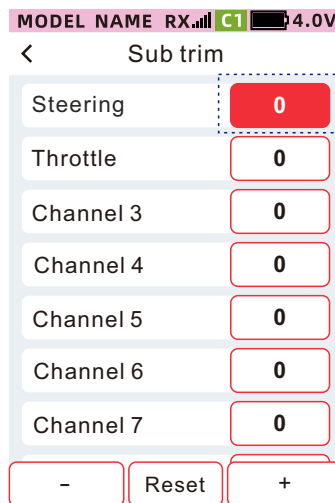 MODEL NAME RX C1 4.0V
< Sub trim
Steering 0
Throttle 0
Channel 3 0
Channel 4 0
Channel 5 0
Channel 6 0
Channel 7 0
- Reset +